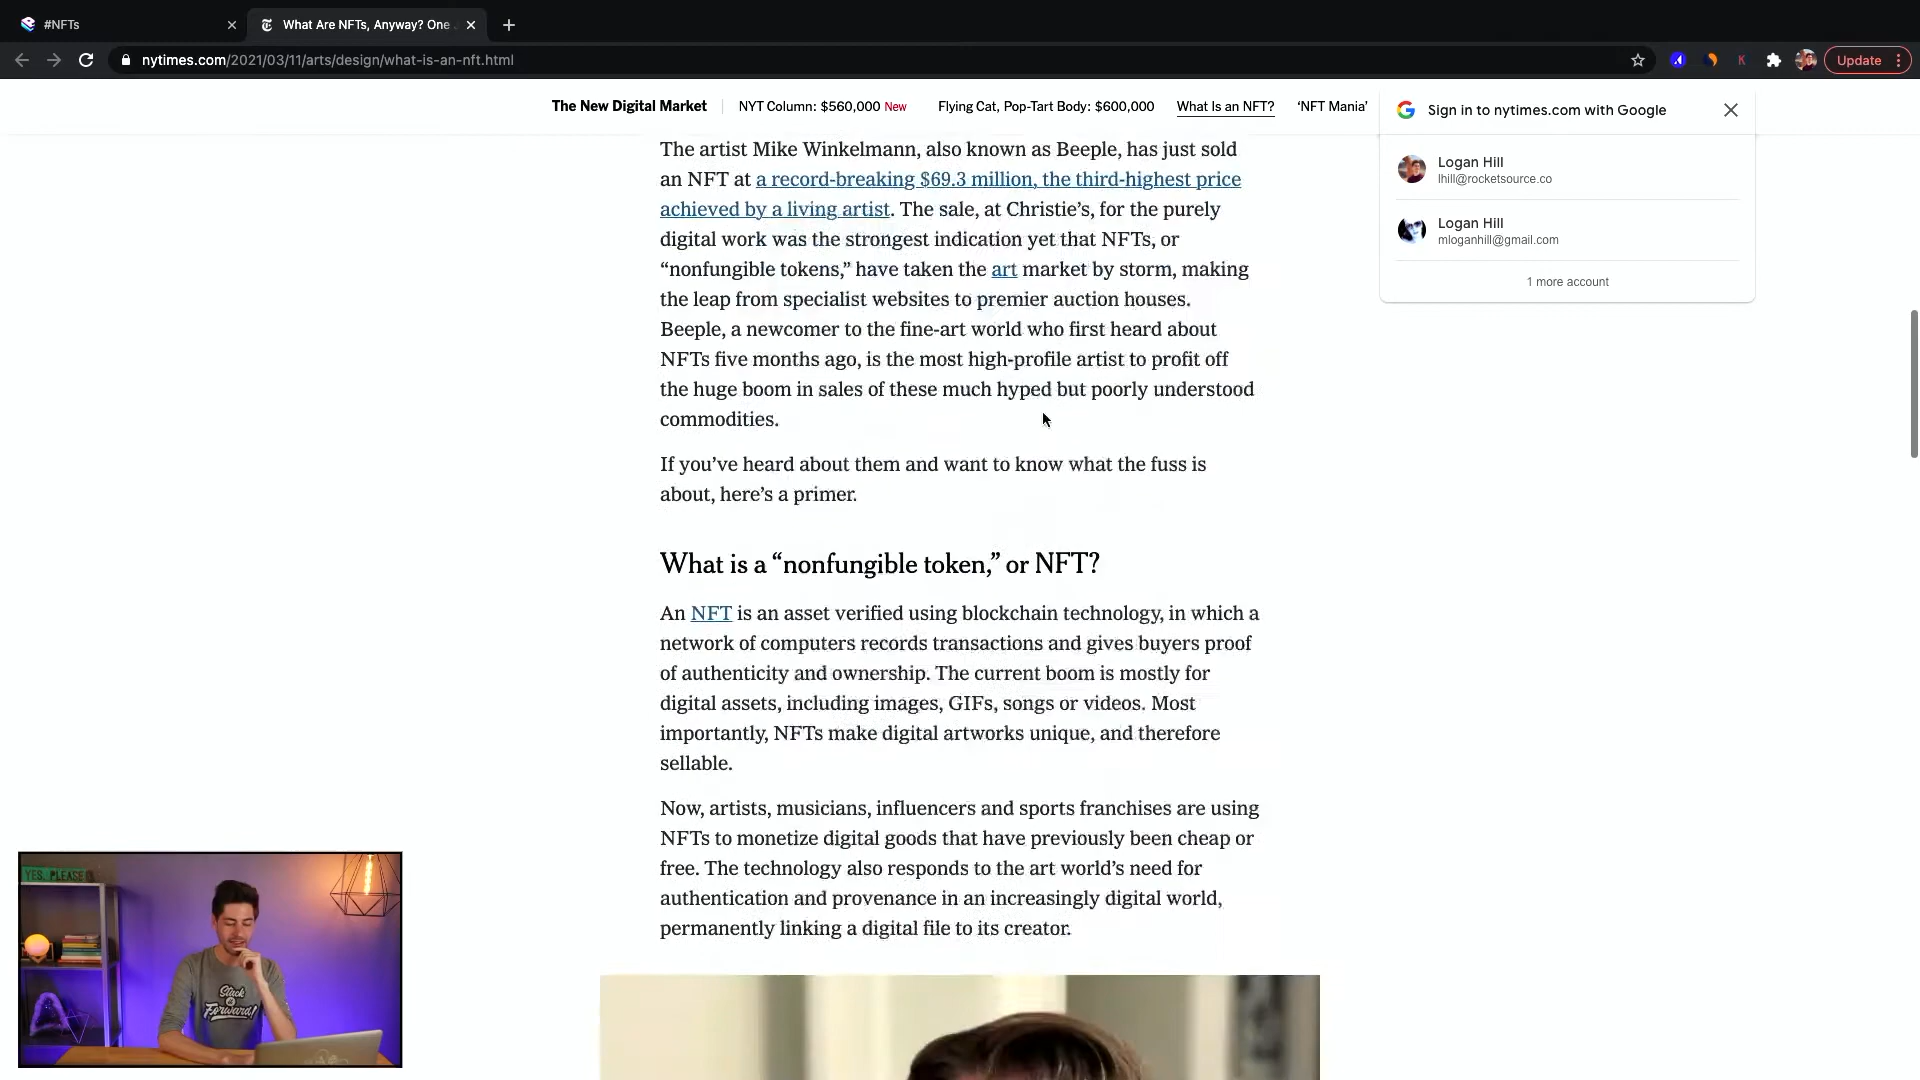 #NFTs
What Are NFTs, Anyway? One
nytimes.com/2021/03/11/arts/design/what-is-an-nft.html
K
Update
The New Digital Market
NYT Column: $560,000 New
Flying Cat, Pop-Tart Body: $600,000
What Is an NFT?
‘NFT Mania’
Sign in to nytimes.com with Google
Logan Hill
lhill@rocketsource.co
Logan Hill
mloganhill@gmail.com
1 more account
The artist Mike Winkelmann, also known as Beeple, has just sold
an NFT at a record-breaking $69.3 million, the third-highest price
achieved by a living artist. The sale, at Christie’s, for the purely
digital work was the strongest indication yet that NFTs, or
“nonfungible tokens,” have taken the art market by storm, making
the leap from specialist websites to premier auction houses.
Beeple, a newcomer to the fine-art world who first heard about
NFTs five months ago, is the most high-profile artist to profit off
the huge boom in sales of these much hyped but poorly understood
commodities.
If you’ve heard about them and want to know what the fuss is
about, here’s a primer.
What is a “nonfungible token,” or NFT?
An NFT is an asset verified using blockchain technology, in which a
network of computers records transactions and gives buyers proof
of authenticity and ownership. The current boom is mostly for
digital assets, including images, GIFs, songs or videos. Most
importantly, NFTs make digital artworks unique, and therefore
sellable.
Now, artists, musicians, influencers and sports franchises are using
NFTs to monetize digital goods that have previously been cheap or
free. The technology also responds to the art world’s need for
authentication and provenance in an increasingly digital world,
permanently linking a digital file to its creator.
YES, PLEASE
Stack
Forward!